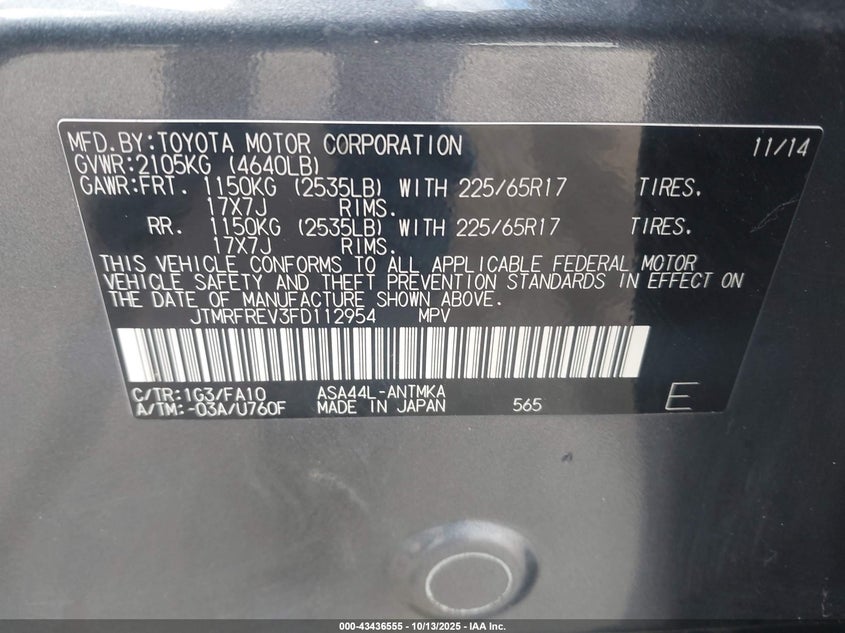 MFD.BY:TOYOTA MOTOR CORPORATION 11/14
GVWR:2105KG (4640LB)
GAWR:FRT. 1150KG (2535LB) WITH 225/65R17 TIRES.
17X7J RIMS.
RR. 1150KG (2535LB) WITH 225/65R17 TIRES.
17X7J RIMS.
THIS VEHICLE CONFORMS TO ALL APPLICABLE FEDERAL MOTOR
VEHICLE SAFETY AND THEFT PREVENTION STANDARDS IN EFFECT ON
THE DATE OF MANUFACTURE SHOWN ABOVE.
JTMRFREV3FD112954 MPV
C/TR:1G3/FA10 ASA44L-ANTMKA
A/TM:-03A/U760F MADE IN JAPAN 565 E
000-43436555 - 10/13/2025 - IAA Inc.